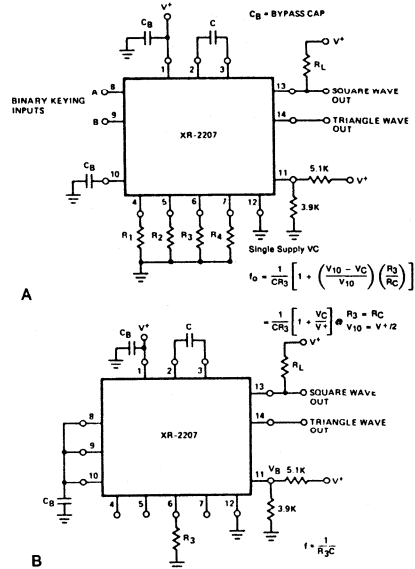 V+
CB
C
CB = BYPASS CAP
V+
RL
1 2 3
A 8
13 SQUARE WAVE OUT
BINARY KEYING INPUTS
14 TRIANGLE WAVE OUT
B 9
XR-2207
CB 10
11 5.1K V+
4 5 6 7 12
3.9K
R1 R2 R3 R4
Single Supply VC
fo = 1/CR3 [1 + ((V10 - VC)/V10) (R3/RC)]
A
= 1/CR3 [1 + VC/V+] @ R3 = RC
V10 = V+/2
V+
CB
C
V+
RL
1 2 3
13 SQUARE WAVE OUT
8
14 TRIANGLE WAVE OUT
9
XR-2207
10
11 VB 5.1K V+
CB
4 5 6 7 12
3.9K
R3
f = 1/R3C
B